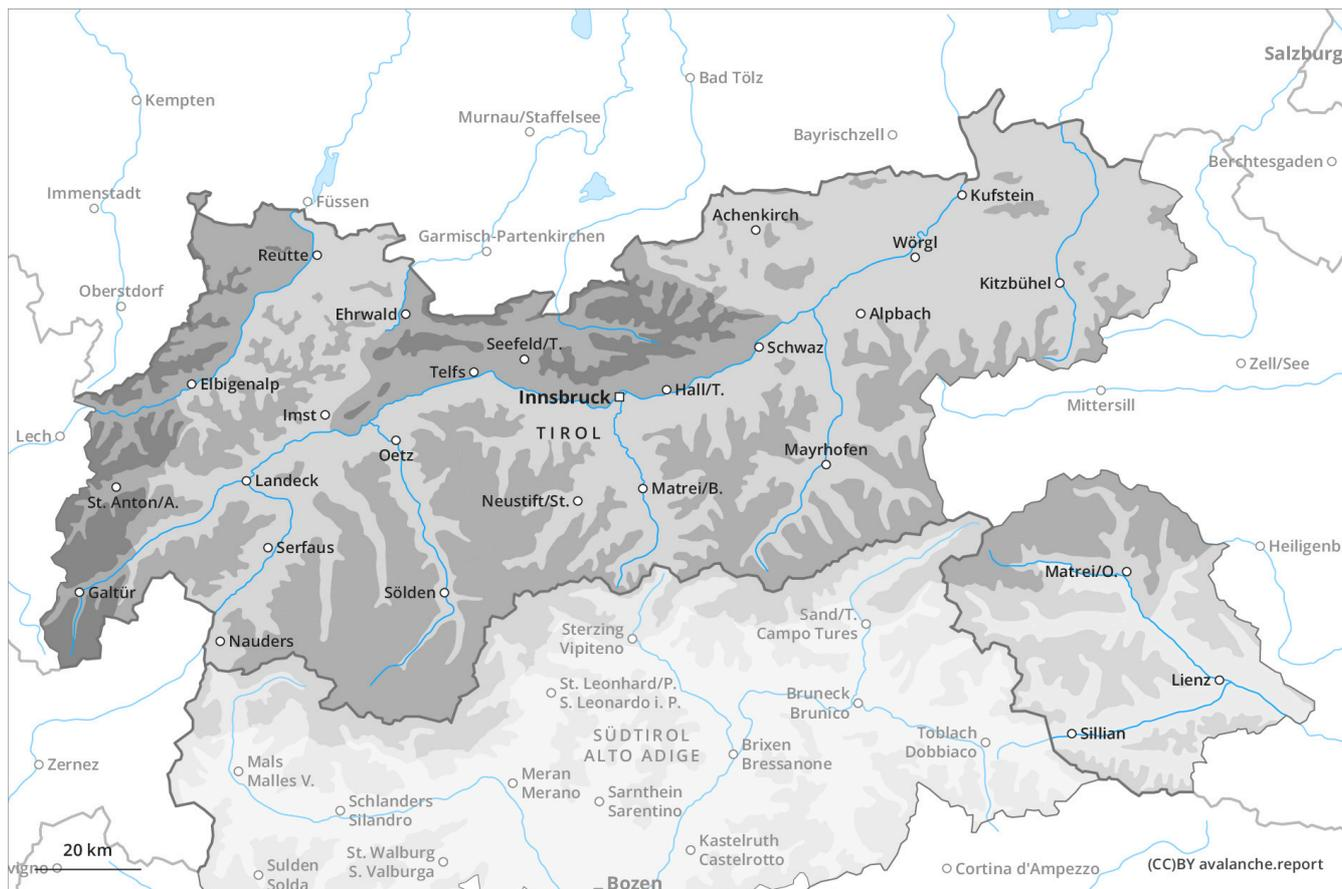 Salzburg
Bad Tölz
Kempten
Murnau/Staffelsee
Bayrischzell
Berchtesgaden
Immenstadt
Kufstein
Füssen
Achenkirch
Garmisch-Partenkirchen
Wörgl
Reutte
Kitzbühel
Oberstdorf
Ehrwald
Alpbach
Seefeld/T.
Schwaz
Zell/See
Telfs
Elbigenalp
Hall/T.
Innsbruck
Mittersill
Imst
TIROL
Lech
Mayrhofen
Oetz
Landeck
Matrei/B.
St. Anton/A.
Neustift/St.
Serfaus
Heiligenb
Matrei/O.
Galtür
Sölden
Sand/T.
Campo Tures
Sterzing
Vipiteno
Nauders
Lienz
St. Leonhard/P.
S. Leonardo i. P.
Bruneck
Brunico
SÜDTIROL
ALTO ADIGE
Toblach
Dobbiaco
Sillian
Brixen
Bressanone
Zernez
Mals
Malles V.
Meran
Merano
Sarnthein
Sarentino
Schlanders
Silandro
20 km
Kastelruth
Castelrotto
St. Walburg
S. Valburga
vigno
Sulden
Solda
Cortina d'Ampezzo
(CC)BY avalanche.report
Bozen